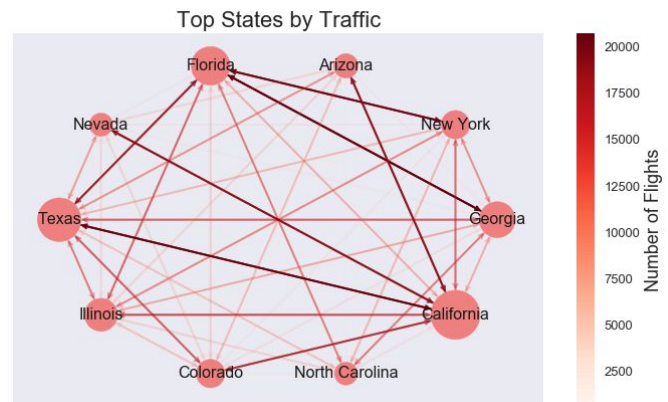 Top States by Traffic
Florida
Arizona
Nevada
New York
Texas
Georgia
Illinois
California
Colorado
North Carolina
20000
17500
15000
12500
10000
7500
5000
2500
Number of Flights